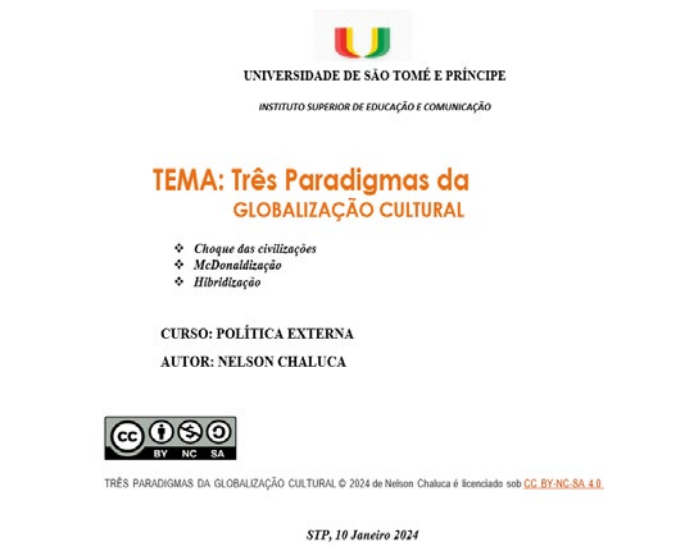 UNIVERSIDADE DE SÃO TOMÉ E PRÍNCIPE
INSTITUTO SUPERIOR DE EDUCAÇÃO E COMUNICAÇÃO
TEMA: Três Paradigmas da
GLOBALIZAÇÃO CULTURAL
❖ Choque das civilizações
❖ McDonaldização
❖ Hibridização
CURSO: POLÍTICA EXTERNA
AUTOR: NELSON CHALUCA
cc
BY NC SA
TRÊS PARADIGMAS DA GLOBALIZAÇÃO CULTURAL © 2024 de Nelson Chaluca é licenciado sob CC BY-NC-SA 4.0
STP, 10 Janeiro 2024